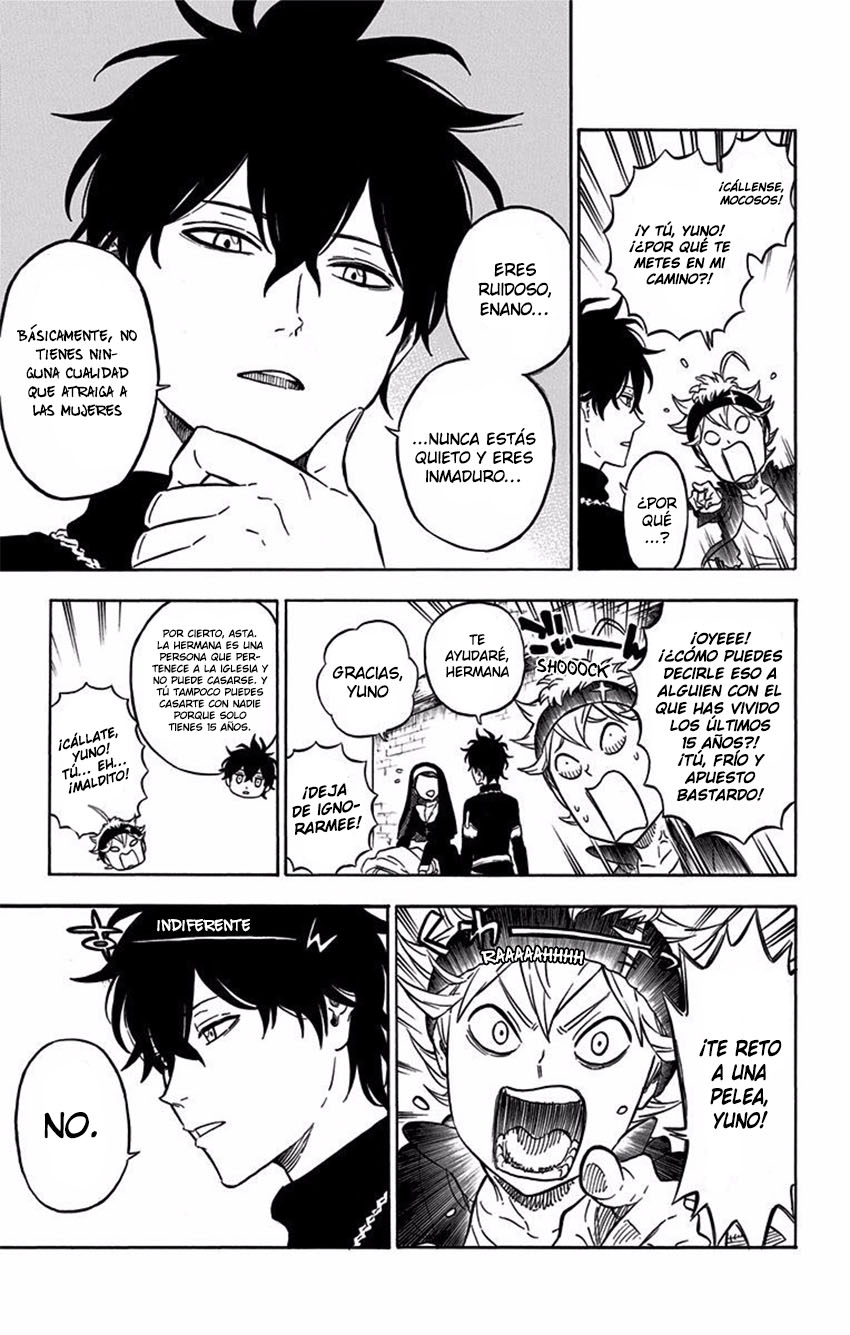 ¡CÁLLENSE,
MOCOSOS!
¡Y TÚ, YUNO!
¡¿POR QUÉ TE
METES EN MI
CAMINO?!
¿POR
QUÉ
...?
ERES
RUIDOSO,
ENANO...
...NUNCA ESTÁS
QUIETO Y ERES
INMADURO...
BÁSICAMENTE, NO
TIENES NIN-
GUNA CUALIDAD
QUE ATRAIGA A
LAS MUJERES
¡OYEEE!
¡¿CÓMO PUEDES
DECIRLE ESO A
ALGUIEN CON EL
QUE HAS VIVIDO
LOS ÚLTIMOS
15 AÑOS?!
¡TÚ, FRÍO Y
APUESTO
BASTARDO!
SHOOOCK
TE
AYUDARÉ,
HERMANA
GRACIAS,
YUNO
¡DEJA
DE IGNO-
RARMEE!
POR CIERTO, ASTA.
LA HERMANA ES UNA
PERSONA QUE PER-
TENECE A LA IGLESIA Y
NO PUEDE CASARSE. Y
TÚ TAMPOCO PUEDES
CASARTE CON NADIE
PORQUE SOLO
TIENES 15 AÑOS.
¡CÁLLATE,
YUNO!
TÚ... EH...
¡MALDITO!
RAAAAAHHHH
¡TE RETO
A UNA
PELEA,
YUNO!
INDIFERENTE
NO.